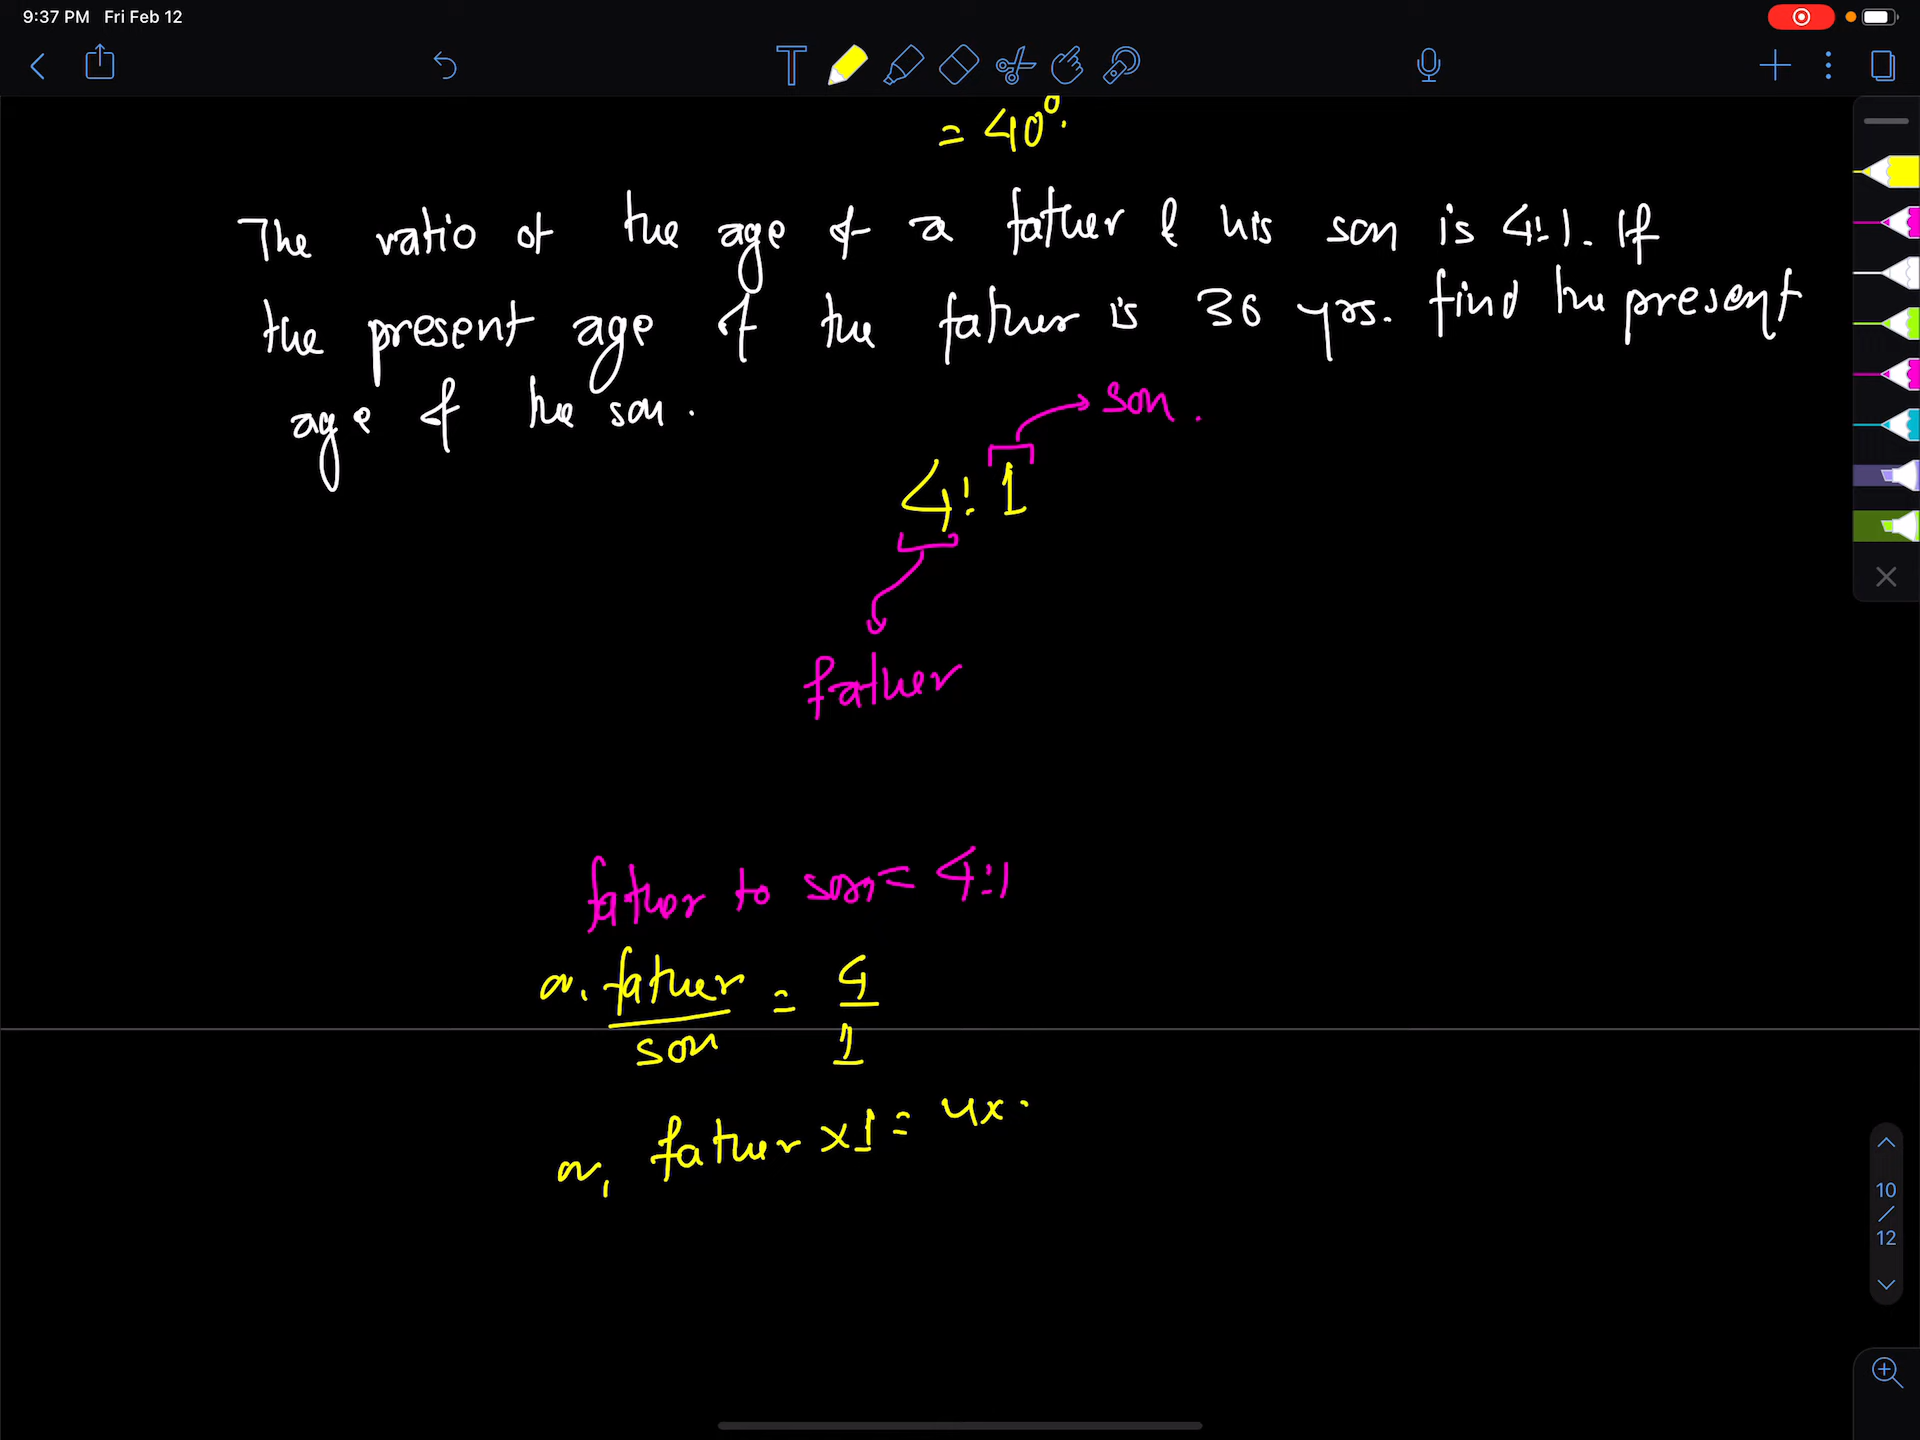 9:37 PM Fri Feb 12
= 40°.
The ratio of the age of a father & his son is 4:1. If
the present age of the father is 36 yrs. find the present
age of the son.
son.
4:1
father
father to son = 4:1
or, father/son = 4/1
or, father x1 = 4x.
10
/
12